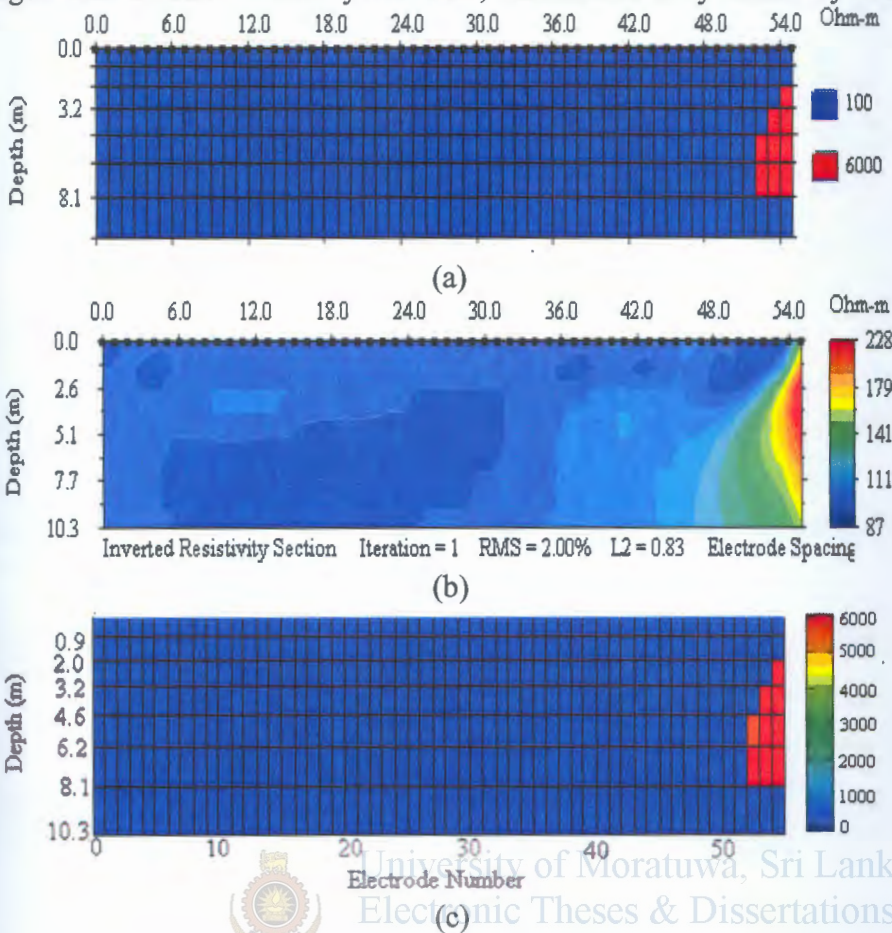 0.0 6.0 12.0 18.0 24.0 30.0 36.0 42.0 48.0 54.0 Ohm-m
0.0
3.2
8.1
Depth (m)
100
6000
(a)
0.0 6.0 12.0 18.0 24.0 30.0 36.0 42.0 48.0 54.0 Ohm-m
0.0
2.6
5.1
7.7
10.3
Depth (m)
228
179
141
111
87
Inverted Resistivity Section Iteration = 1 RMS = 2.00% L2 = 0.83 Electrode Spacing
(b)
0.9
2.0
3.2
4.6
6.2
8.1
10.3
Depth (m)
6000
5000
4000
3000
2000
1000
0
0 10 20 30 40 50
Electrode Number
University of Moratuwa, Sri Lank
Electronic Theses & Dissertations
(c)